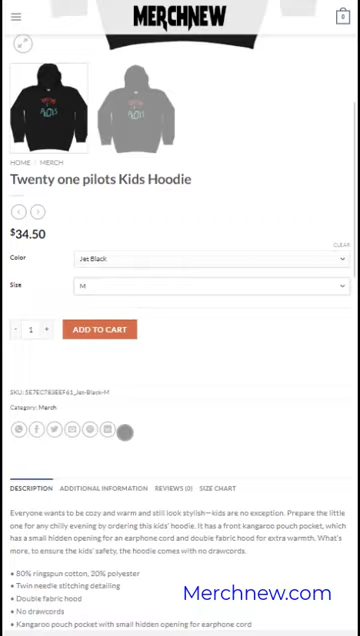 MERCHNEW
0
HOME / MERCH
Twenty one pilots Kids Hoodie
$34.50
CLEAR
Color
Jet Black
Size
M
- 1 +
ADD TO CART
SKU: 5E7EC783EEF61_Jet-Black-M
Category: Merch
DESCRIPTION ADDITIONAL INFORMATION REVIEWS (0) SIZE CHART
Everyone wants to be cozy and warm and still look stylish—kids are no exception. Prepare the little
one for any chilly evening by ordering this kids' hoodie. It has a front kangaroo pouch pocket, which
has a small hidden opening for an earphone cord and double fabric hood for extra warmth. What's
more, to ensure the kids' safety, the hoodie comes with no drawcords.
• 80% ringspun cotton, 20% polyester
• Twin needle stitching detailing
• Double fabric hood
• No drawcords
• Kangaroo pouch pocket with small hidden opening for earphone cord
Merchnew.com